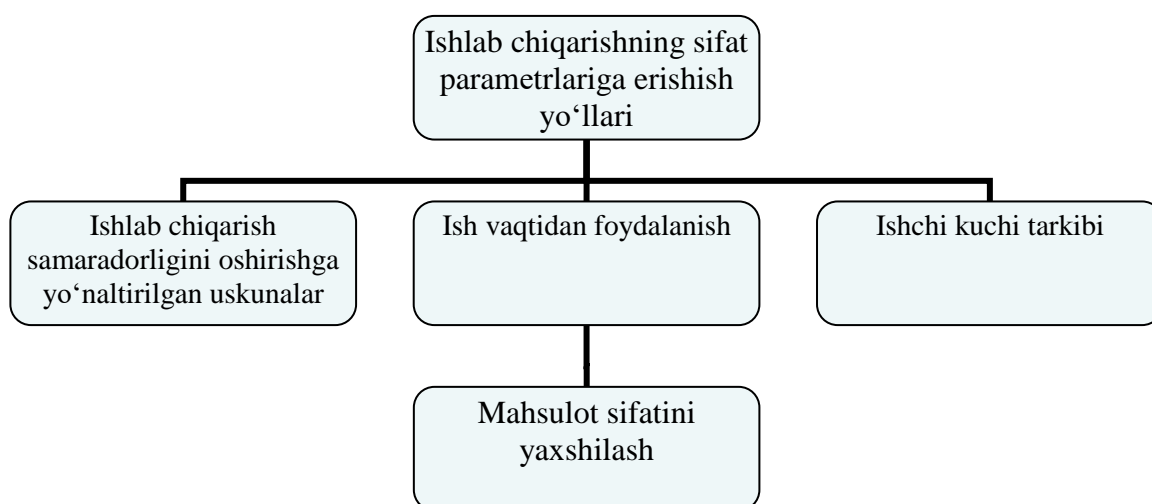 Ishlab chiqarishning sifat
parametrlariga erishish
yo‘llari
Ishlab chiqarish
samaradorligini oshirishga
yo‘naltirilgan uskunalar
Ish vaqtidan foydalanish
Ishchi kuchi tarkibi
Mahsulot sifatini
yaxshilash